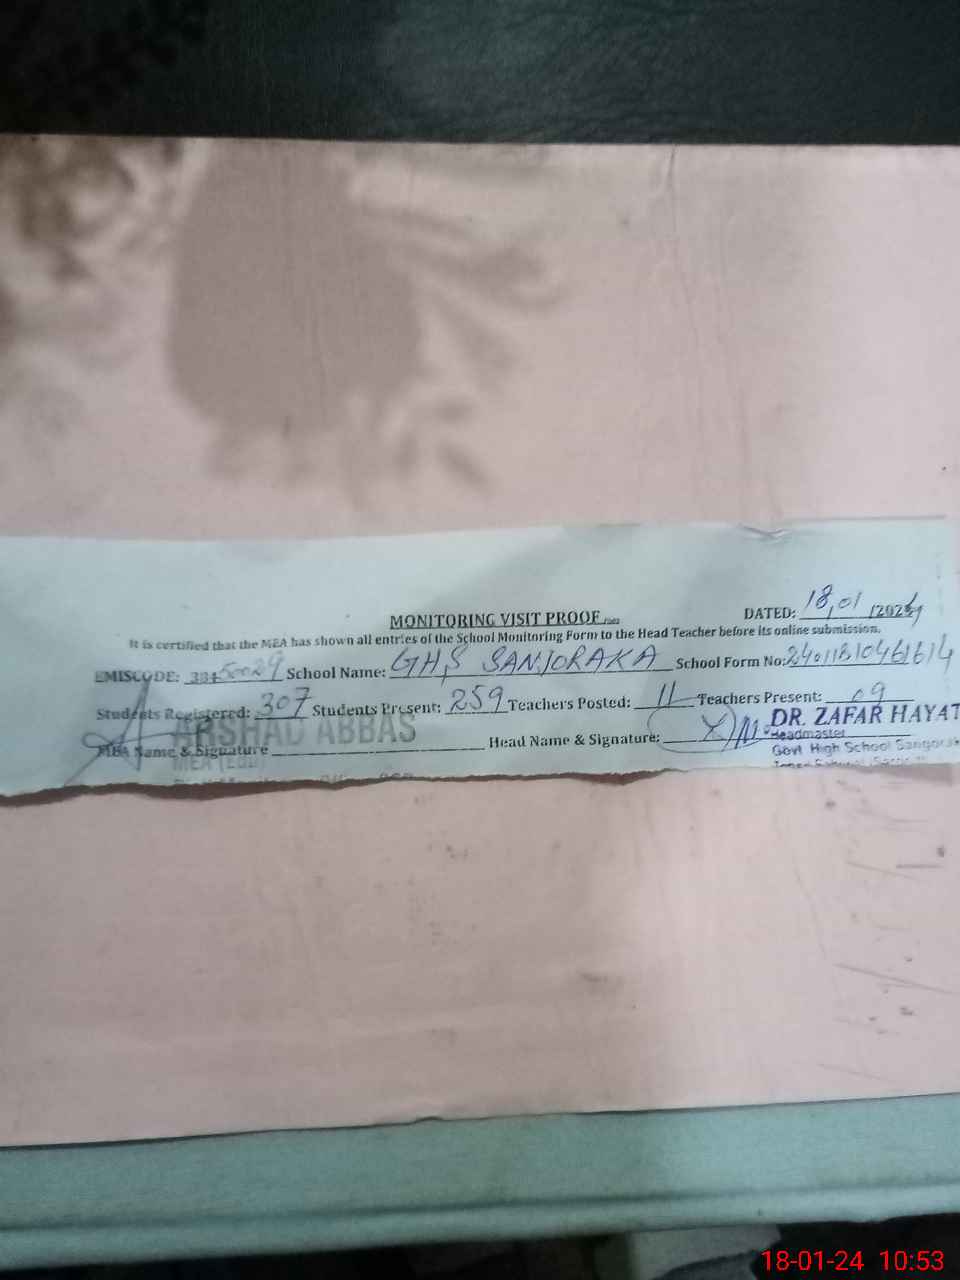 MONITORING VISIT PROOF
DATED: 18,01/2024
It is certified that the MEA has shown all entries of the School Monitoring Form to the Head Teacher before its online submission.
EMISCODE: School Name: GHS SANJORAKA School Form No:
Students Registered: 307 Students Present: 259 Teachers Posted: 11 Teachers Present: 09
ARSHAD ABBAS
MEA Name & Signature Head Name & Signature: DR. ZAFAR HAYAT
Headmaster
Govt High School
18-01-24 10:53